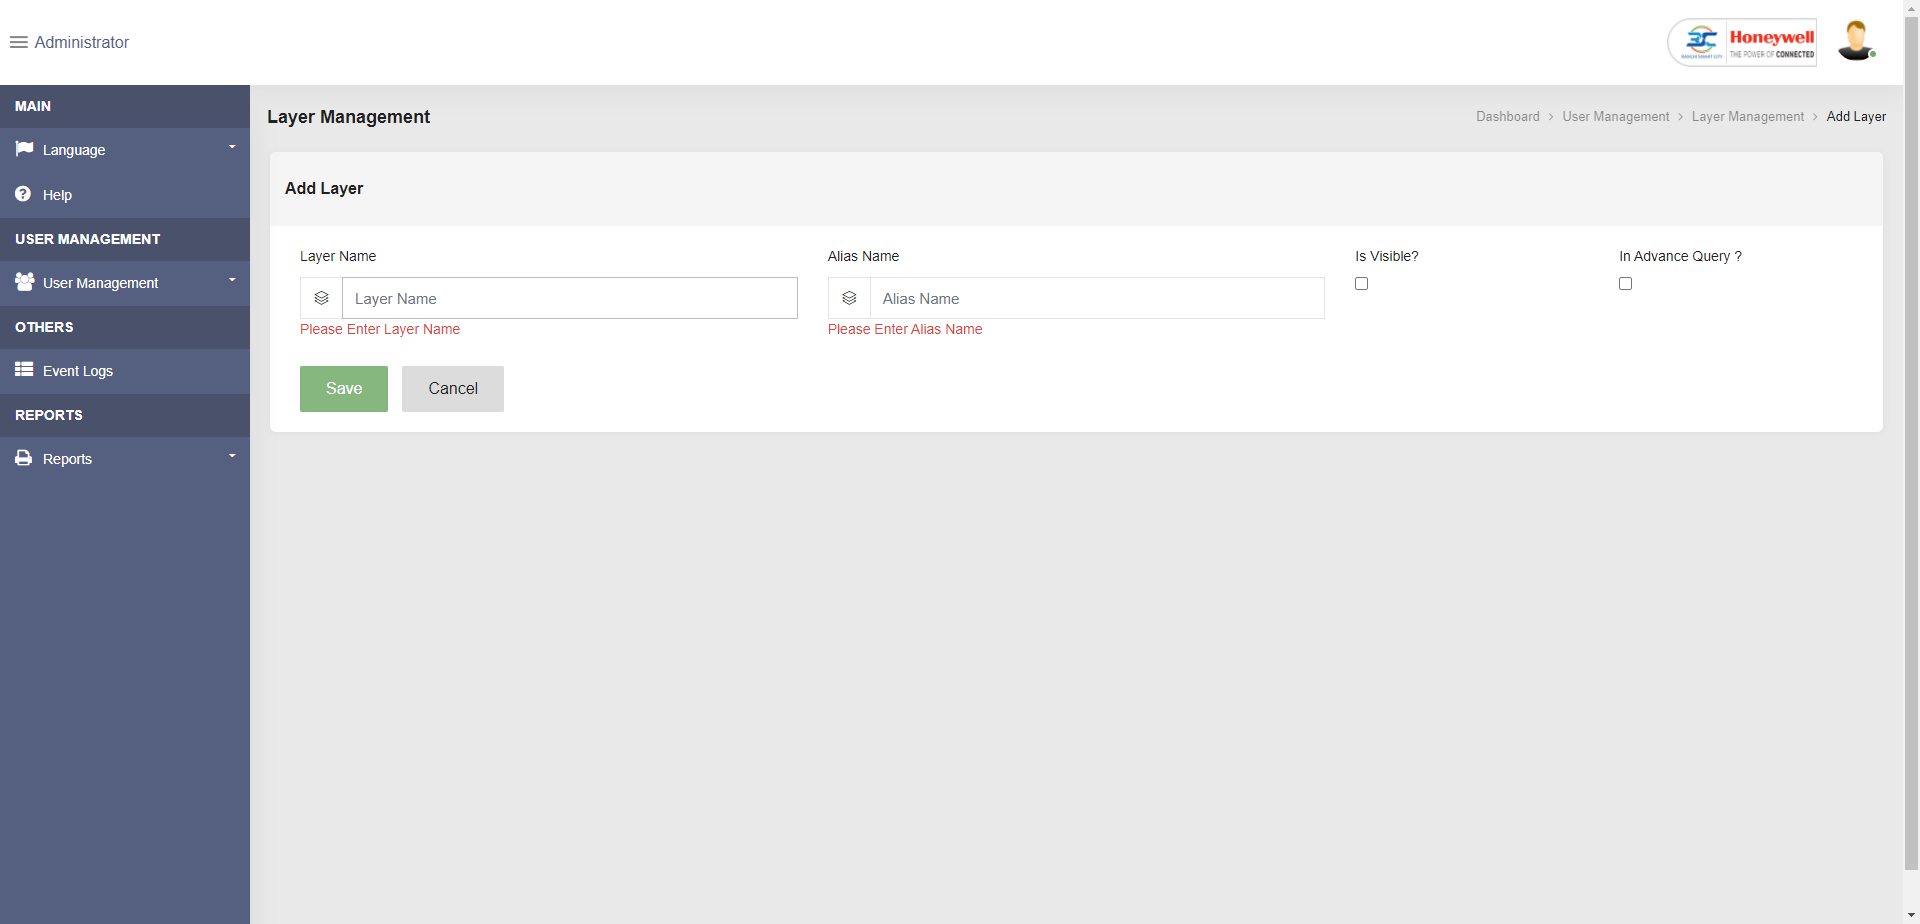 Administrator
Honeywell
THE POWER OF CONNECTED
MAIN
Language
Help
USER MANAGEMENT
User Management
OTHERS
Event Logs
REPORTS
Reports
Layer Management
Dashboard > User Management > Layer Management > Add Layer
Add Layer
Layer Name Alias Name Is Visible? In Advance Query ?
Layer Name Alias Name
Please Enter Layer Name Please Enter Alias Name
Save Cancel